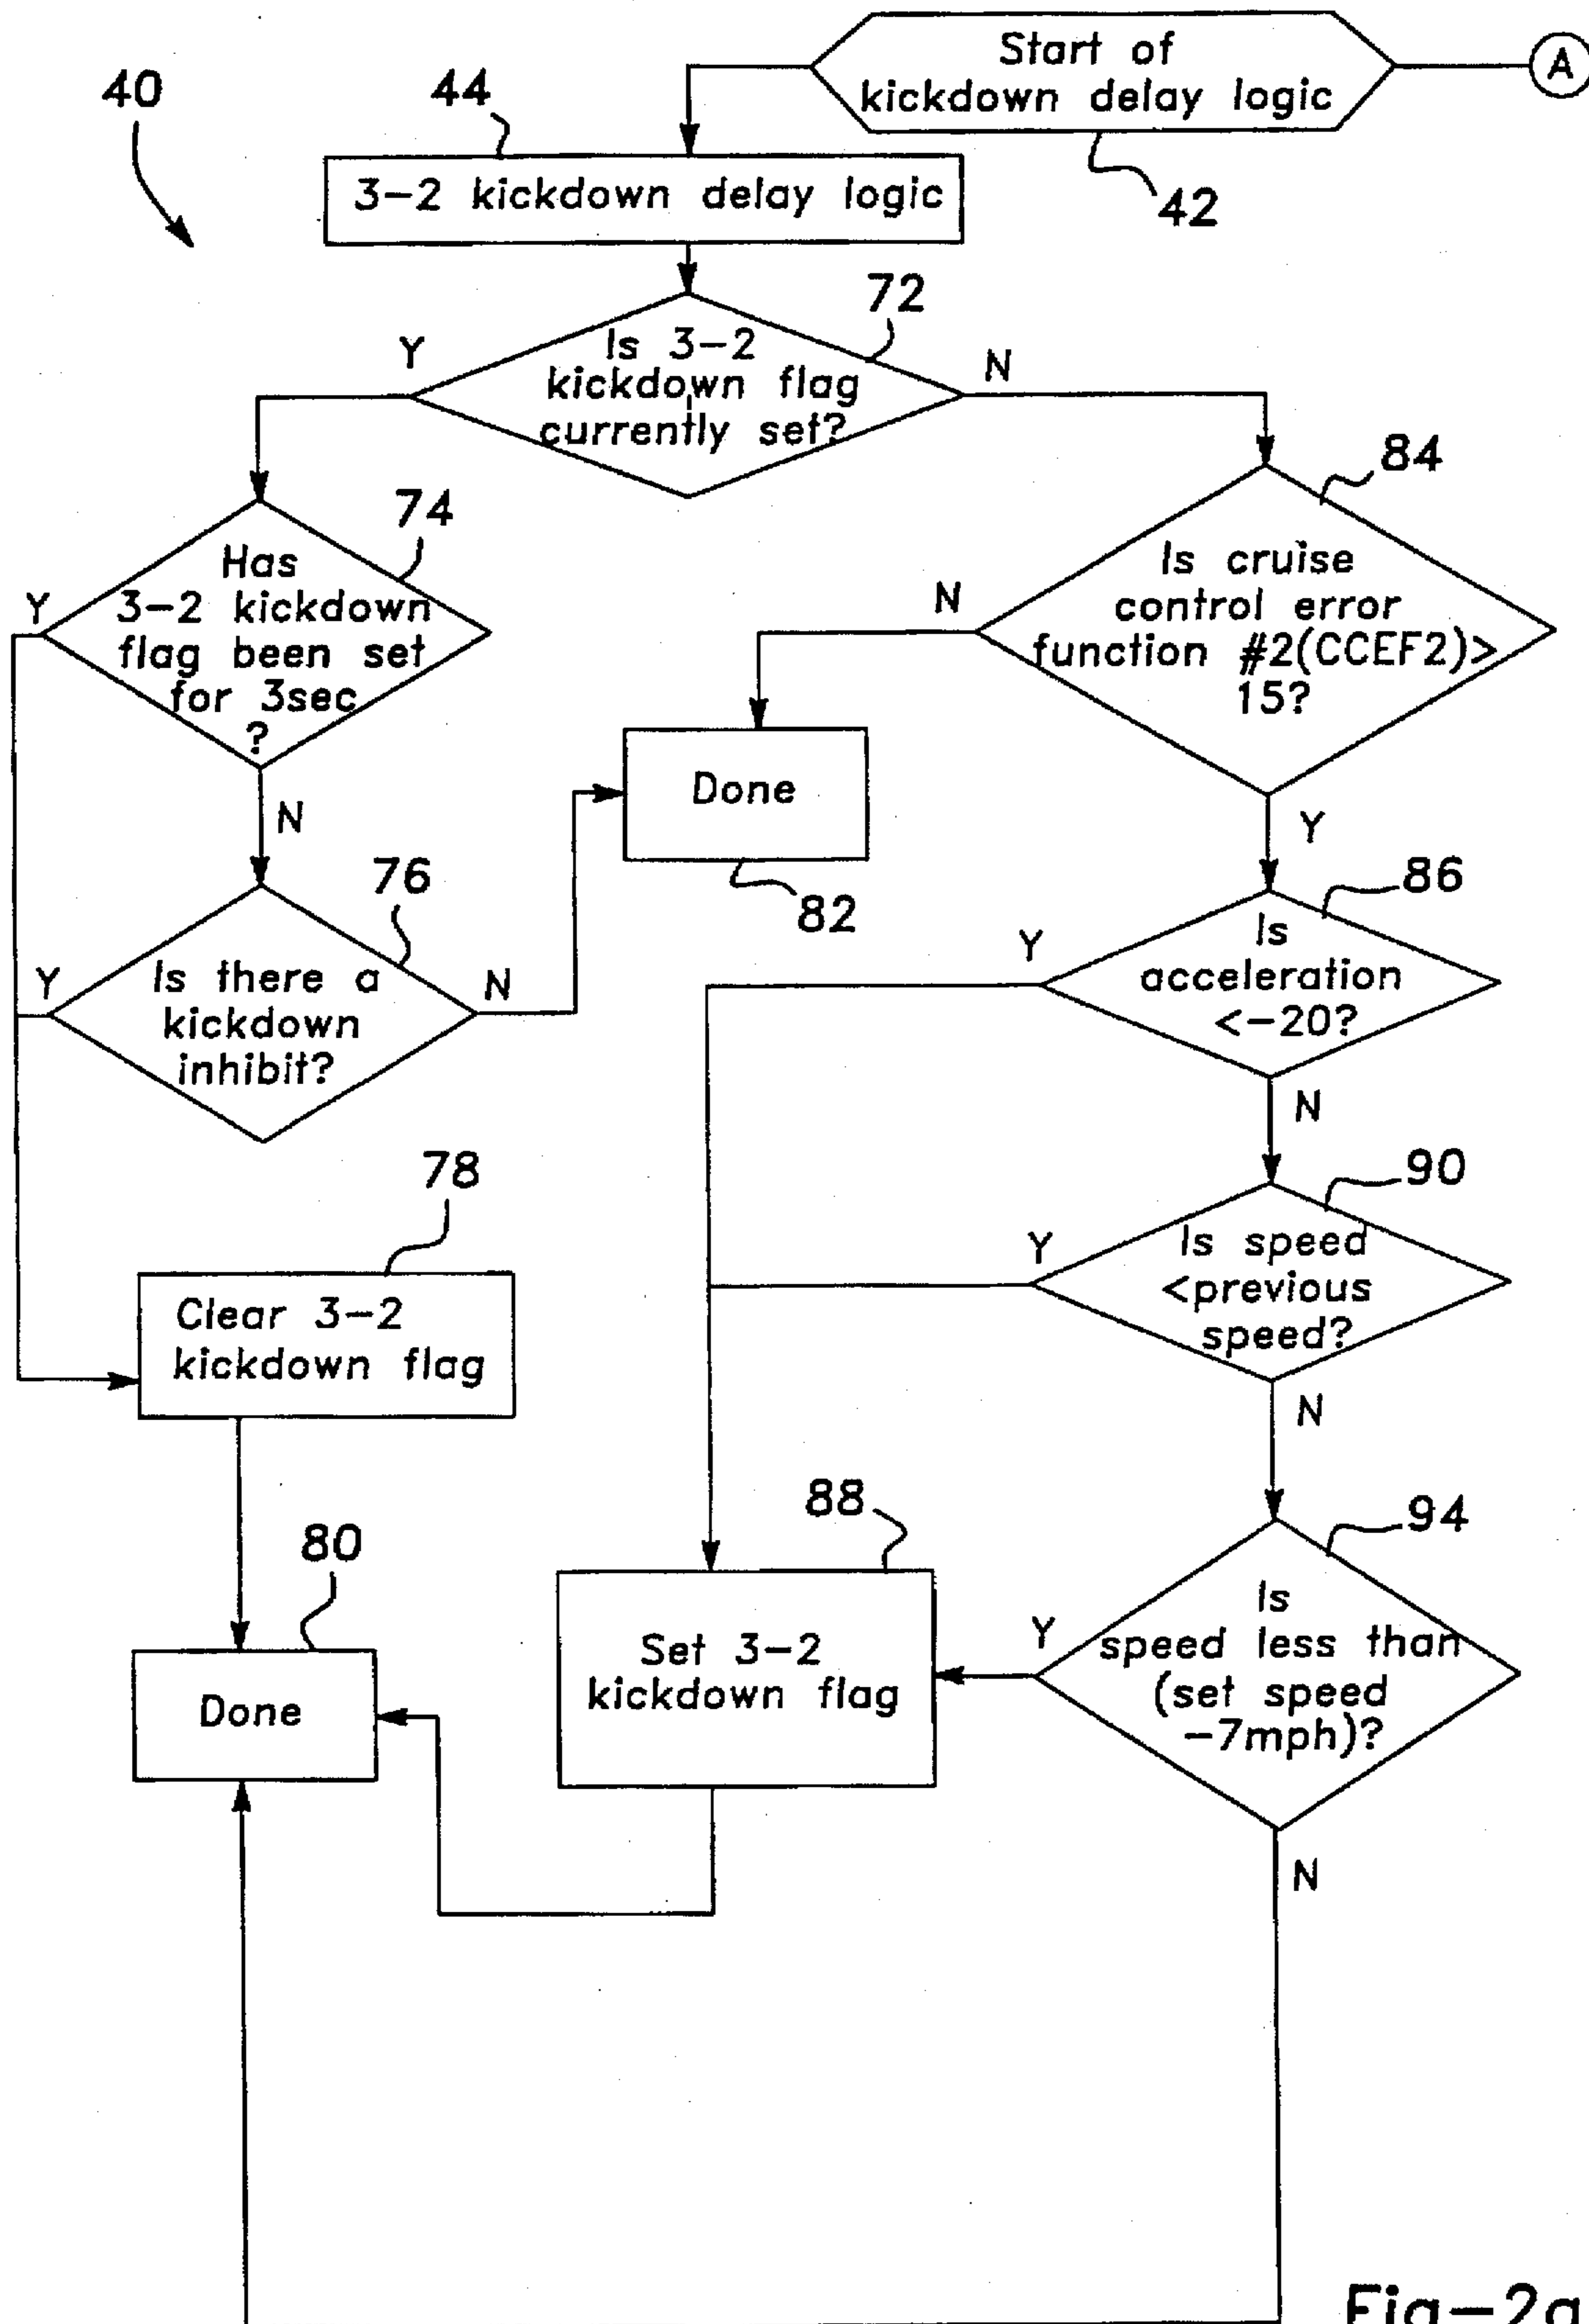 Start of
kickdown delay logic
A
40
44
42
3-2 kickdown delay logic
72
Y
Is 3-2
kickdown flag
currently set?
N
84
74
Has
3-2 kickdown
flag been set
for 3sec
?
Y
N
Is cruise
control error
function #2(CCEF2)>
15?
N
Y
Done
82
76
Y
Is there a
kickdown
inhibit?
N
86
Y
Is
acceleration
<-20?
N
78
Clear 3-2
kickdown flag
90
Y
Is speed
<previous
speed?
N
88
94
80
Done
Set 3-2
kickdown flag
Y
Is
speed less than
(set speed
-7mph)?
N
Fig-2a